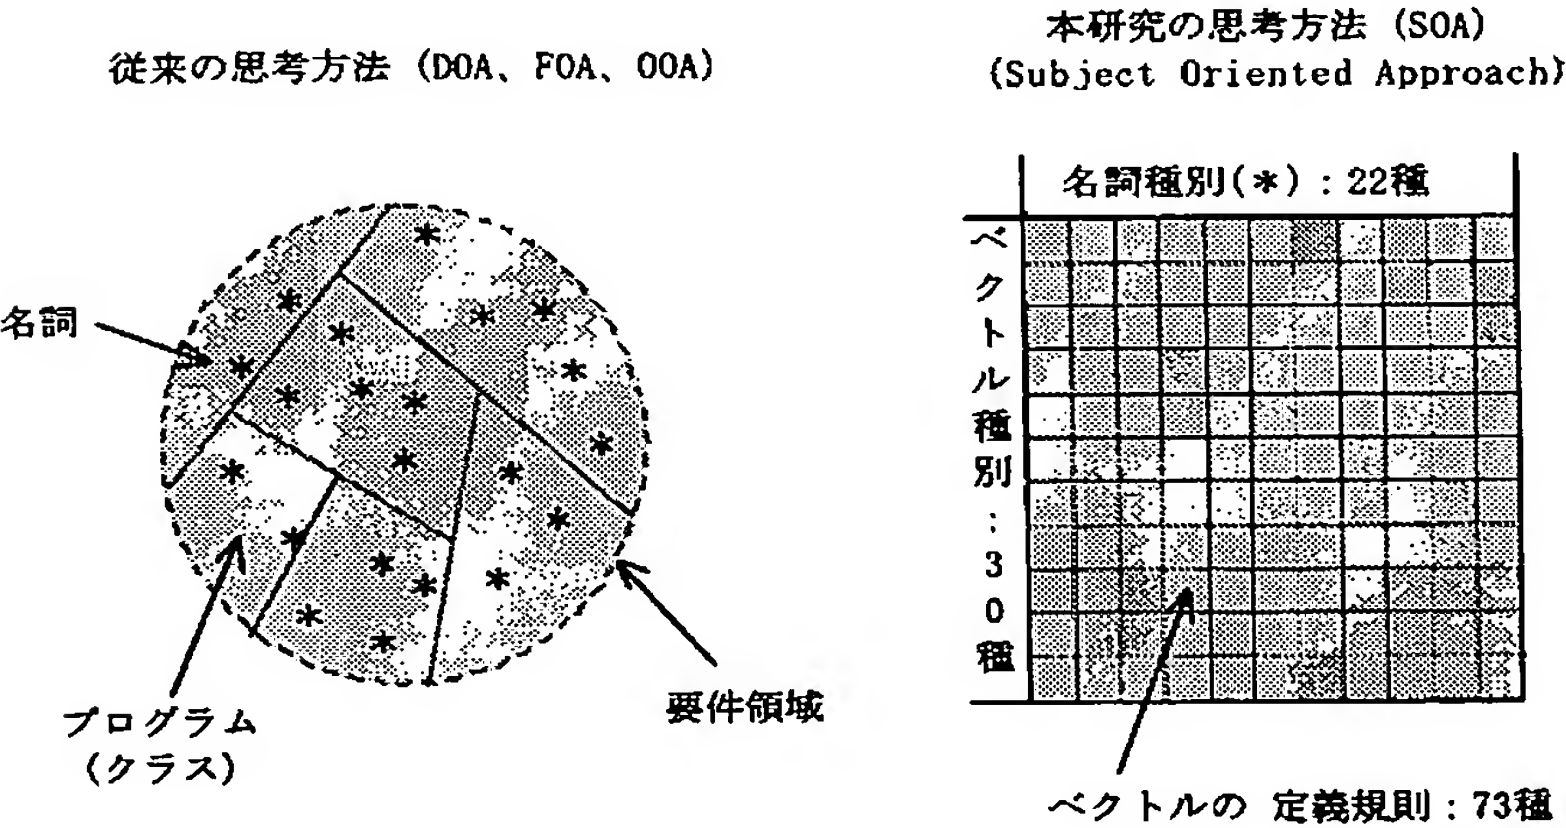 従来の思考方法 (DOA、FOA、OOA)
名詞
プログラム
(クラス)
要件領域
本研究の思考方法 (SOA)
(Subject Oriented Approach)
名詞種別(*) : 22種
ベクトル種別:30種
ベクトルの 定義規則 : 73種